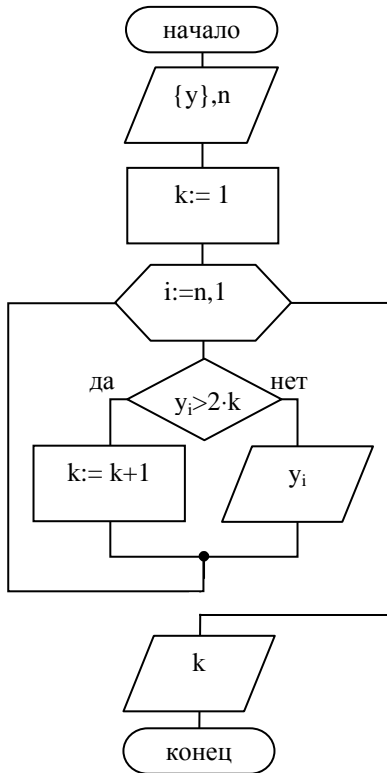 начало
{y},n
k:= 1
i:=n,1
да
нет
yᵢ>2·k
k:= k+1
yᵢ
k
конец